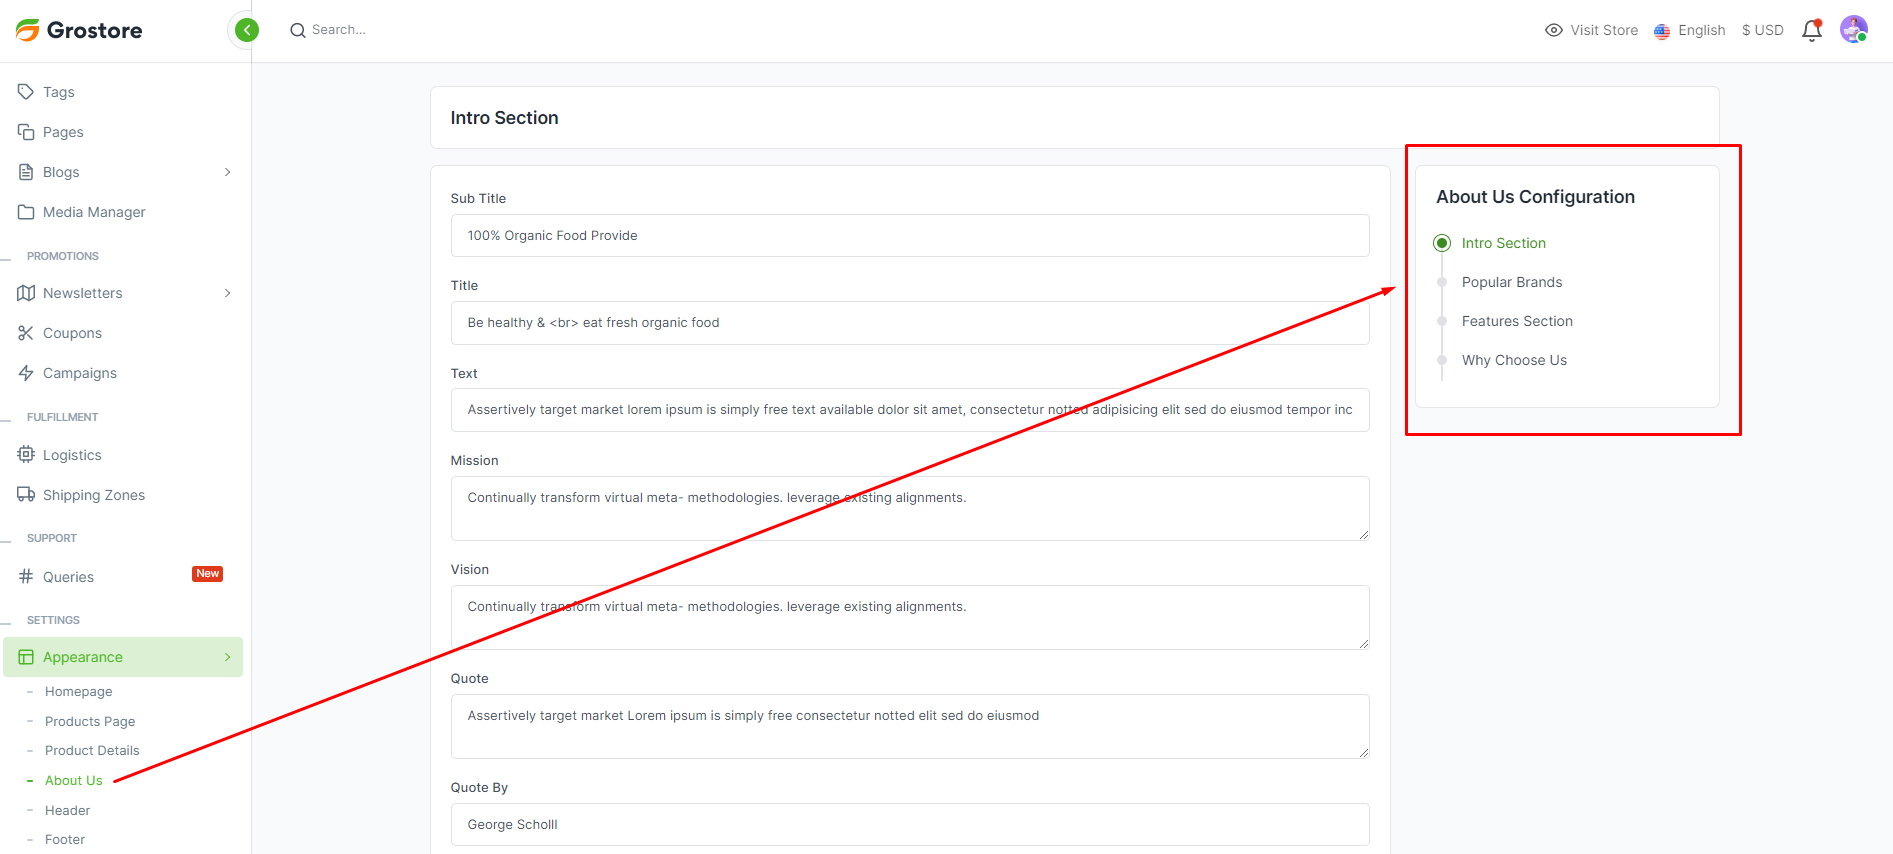 Grostore
Search...
Visit Store
English
$ USD
Tags
Pages
Blogs
Media Manager
PROMOTIONS
Newsletters
Coupons
Campaigns
FULFILLMENT
Logistics
Shipping Zones
SUPPORT
Queries
New
SETTINGS
Appearance
Homepage
Products Page
Product Details
About Us
Header
Footer
Intro Section
Sub Title
100% Organic Food Provide
Title
Be healthy & <br> eat fresh organic food
Text
Assertively target market lorem ipsum is simply free text available dolor sit amet, consectetur notted adipisicing elit sed do eiusmod tempor inc
Mission
Continually transform virtual meta- methodologies. leverage existing alignments.
Vision
Continually transform virtual meta- methodologies. leverage existing alignments.
Quote
Assertively target market Lorem ipsum is simply free consectetur notted elit sed do eiusmod
Quote By
George Scholll
About Us Configuration
Intro Section
Popular Brands
Features Section
Why Choose Us